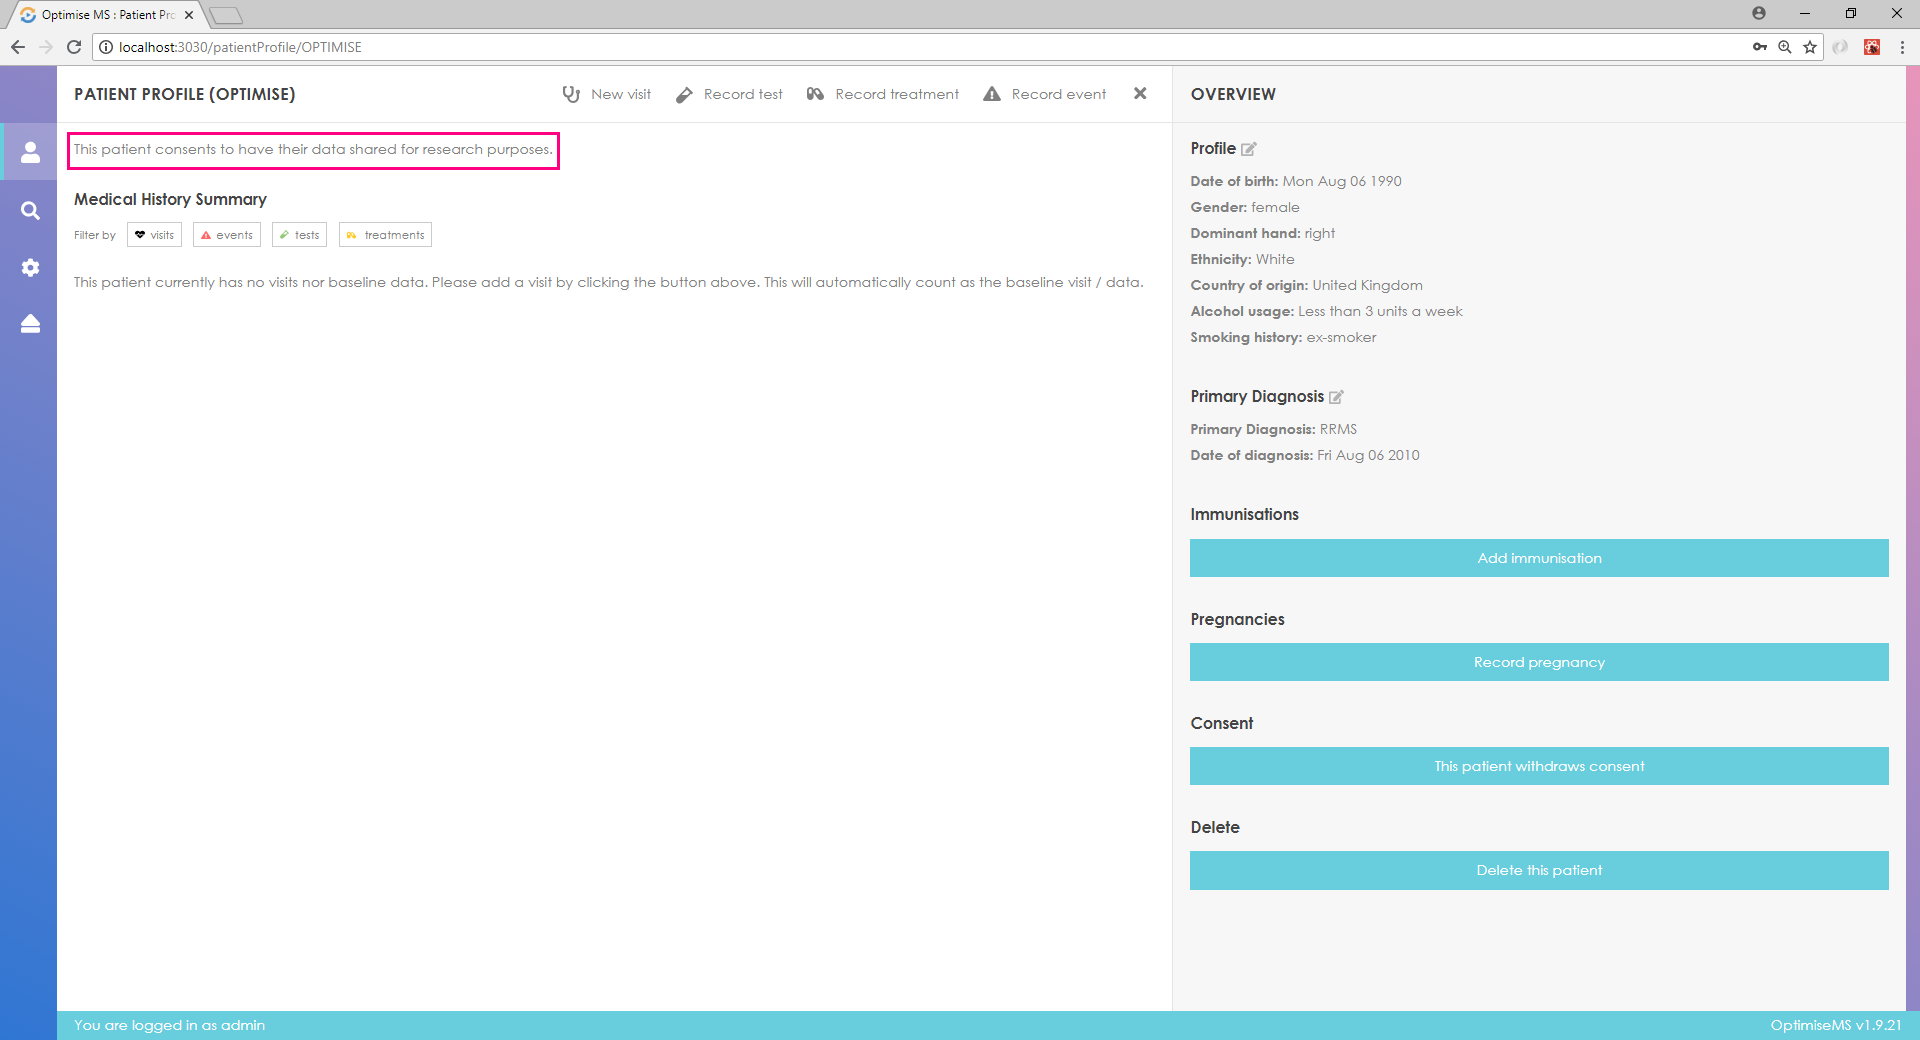 Optimise MS : Patient Pro
localhost:3030/patientProfile/OPTIMISE
PATIENT PROFILE (OPTIMISE)
New visit
Record test
Record treatment
Record event
This patient consents to have their data shared for research purposes.
Medical History Summary
Filter by
visits
events
tests
treatments
This patient currently has no visits nor baseline data. Please add a visit by clicking the button above. This will automatically count as the baseline visit / data.
OVERVIEW
Profile
Date of birth: Mon Aug 06 1990
Gender: female
Dominant hand: right
Ethnicity: White
Country of origin: United Kingdom
Alcohol usage: Less than 3 units a week
Smoking history: ex-smoker
Primary Diagnosis
Primary Diagnosis: RRMS
Date of diagnosis: Fri Aug 06 2010
Immunisations
Add immunisation
Pregnancies
Record pregnancy
Consent
This patient withdraws consent
Delete
Delete this patient
You are logged in as admin
OptimiseMS v1.9.21